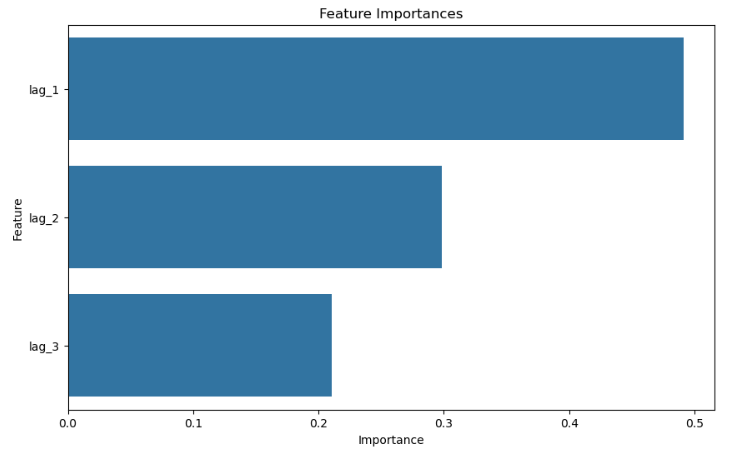 Feature Importances
lag_1
lag_2
lag_3
Feature
0.0 0.1 0.2 0.3 0.4 0.5
Importance